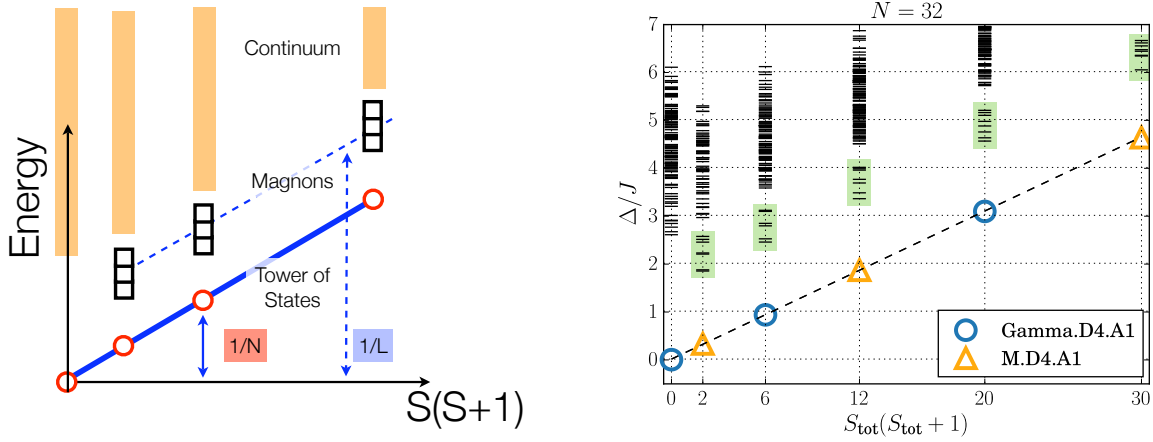 Energy
Continuum
Magnons
Tower of
States
1/N
1/L
S(S+1)
N = 32
Δ/J
7
6
5
4
3
2
1
0
0 2 6 12 20 30
S_tot(S_tot + 1)
Gamma.D4.A1
M.D4.A1